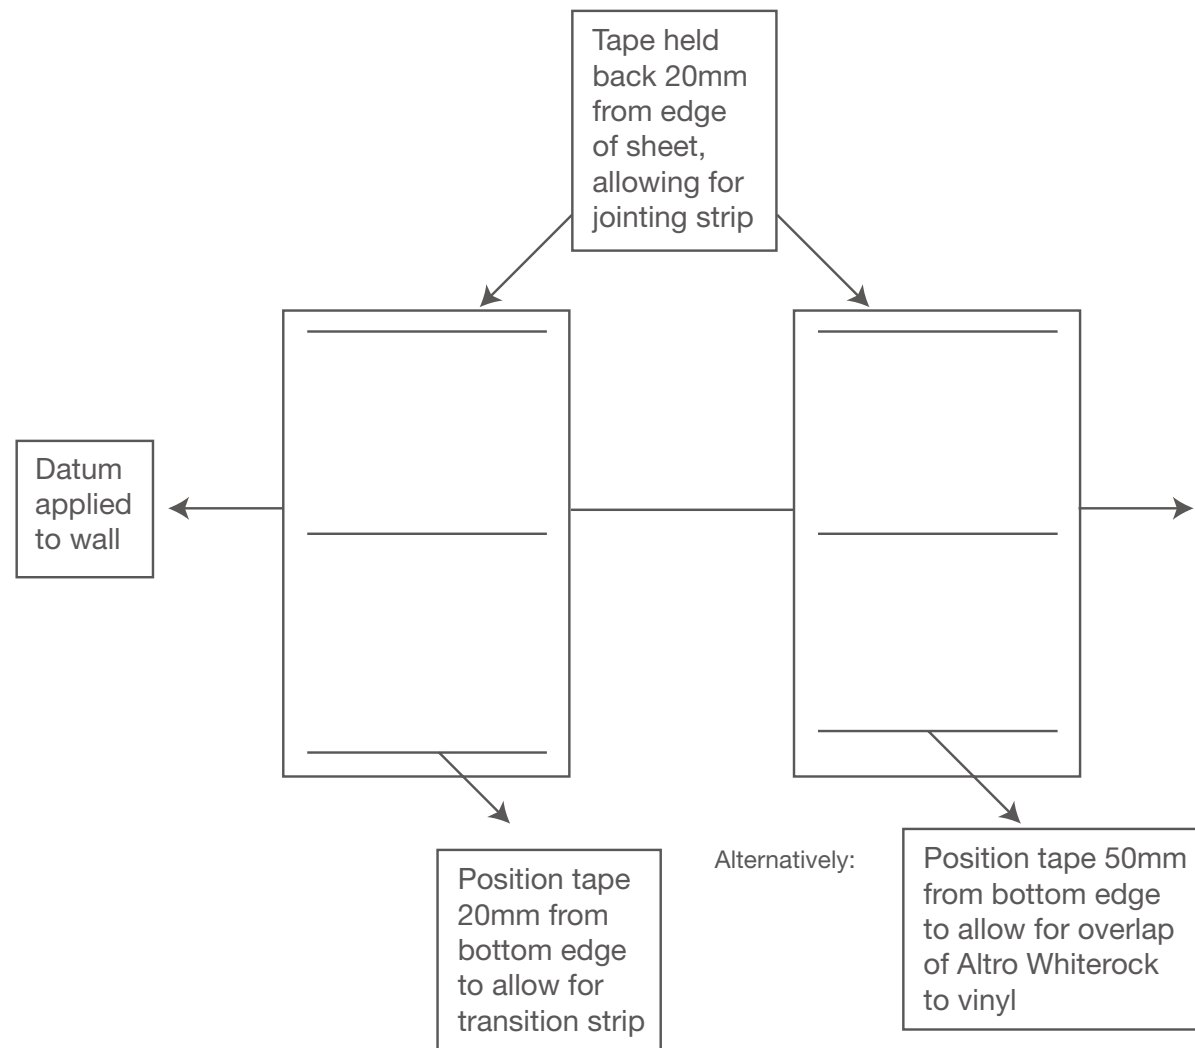 Tape held
back 20mm
from edge
of sheet,
allowing for
jointing strip
Datum
applied
to wall
Position tape
20mm from
bottom edge
to allow for
transition strip
Alternatively:
Position tape 50mm
from bottom edge
to allow for overlap
of Altro Whiterock
to vinyl